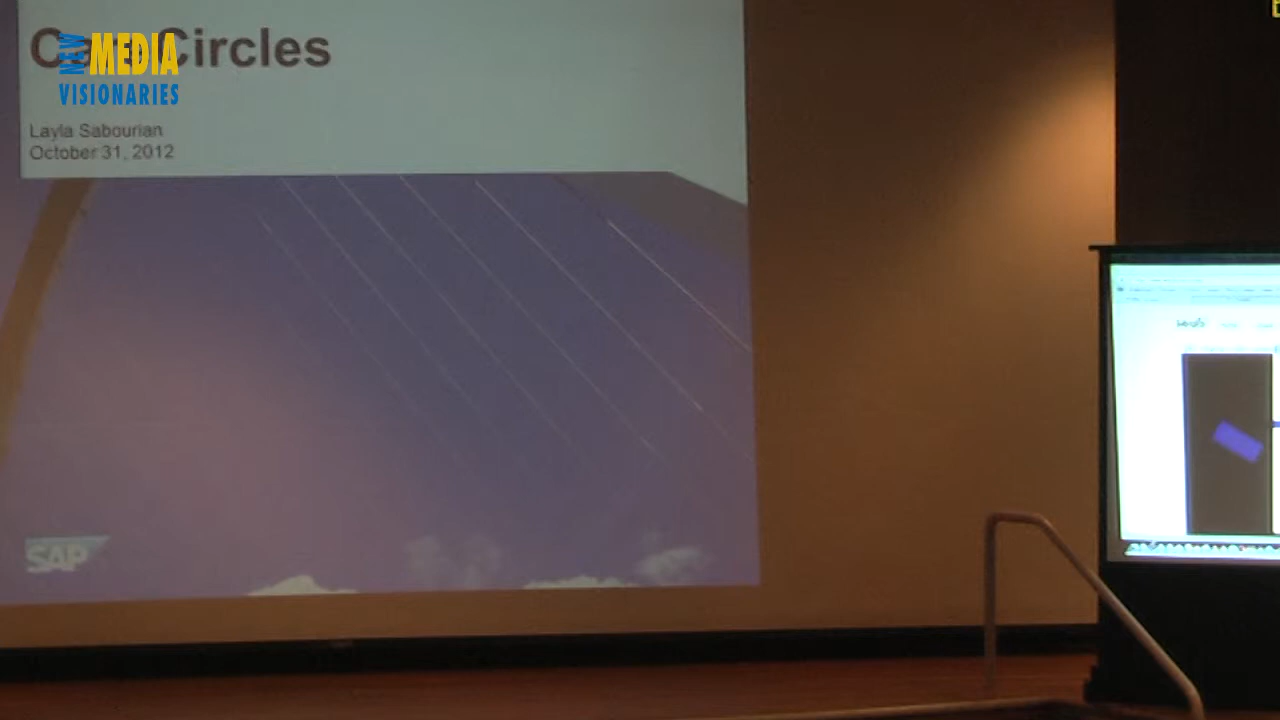 Circles
NEW MEDIA
VISIONARIES
Layla Sabourian
October 31, 2012
SAP